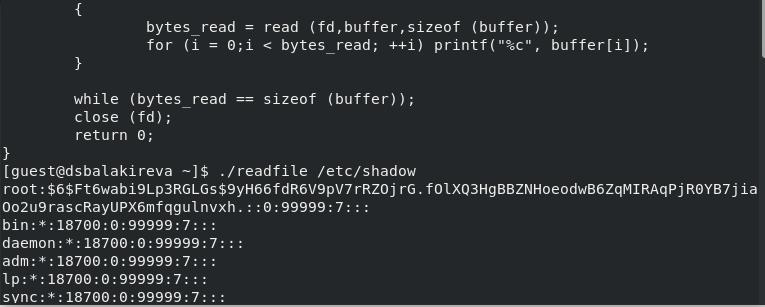 {
bytes_read = read (fd,buffer,sizeof (buffer));
for (i = 0;i < bytes_read; ++i) printf("%c", buffer[i]);
}
while (bytes_read == sizeof (buffer));
close (fd);
return 0;
}
[guest@dsbalakireva ~]$ ./readfile /etc/shadow
root:$6$Ft6wabi9Lp3RGLGs$9yH66fdR6V9pV7rRZOjrG.fOlXQ3HgBBZNHoeodwB6ZqMIRAqPjR0YB7jia
Oo2u9rascRayUPX6mfqgulnvxh.::0:99999:7:::
bin:*:18700:0:99999:7:::
daemon:*:18700:0:99999:7:::
adm:*:18700:0:99999:7:::
lp:*:18700:0:99999:7:::
sync:*:18700:0:99999:7:::